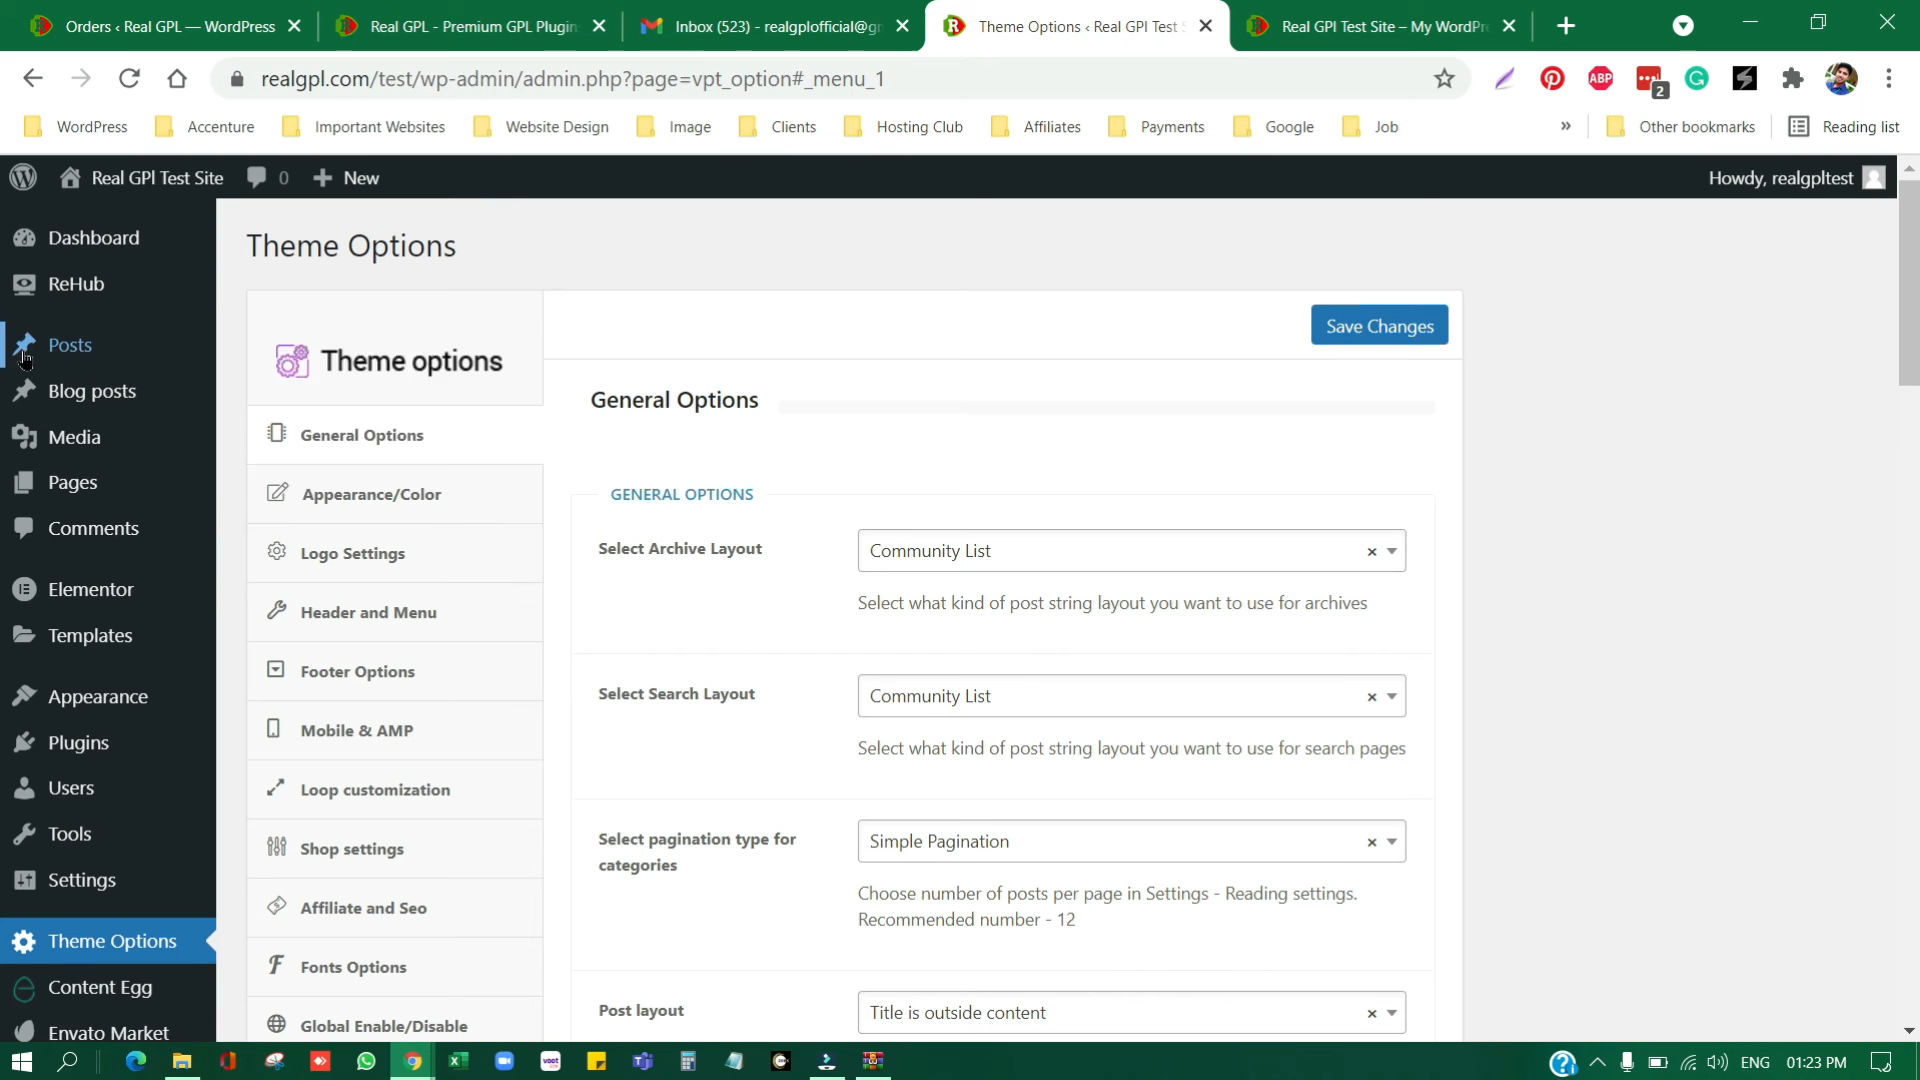 Orders ‹ Real GPL — WordPress
Real GPL - Premium GPL Plugin
Inbox (523) - realgplofficial@gr
Theme Options ‹ Real GPl Test S
Real GPl Test Site – My WordPre
realgpl.com/test/wp-admin/admin.php?page=vpt_option#_menu_1
ABP
2
WordPress
Accenture
Important Websites
Website Design
Image
Clients
Hosting Club
Affiliates
Payments
Google
Job
»
Other bookmarks
Reading list
Real GPl Test Site
0
New
Howdy, realgpltest
Dashboard
ReHub
Posts
Blog posts
Media
Pages
Comments
Elementor
Templates
Appearance
Plugins
Users
Tools
Settings
Theme Options
Content Egg
Envato Market
Theme Options
Theme options
General Options
Appearance/Color
Logo Settings
Header and Menu
Footer Options
Mobile & AMP
Loop customization
Shop settings
Affiliate and Seo
Fonts Options
Global Enable/Disable
Save Changes
General Options
GENERAL OPTIONS
Select Archive Layout
Community List
Select what kind of post string layout you want to use for archives
Select Search Layout
Community List
Select what kind of post string layout you want to use for search pages
Select pagination type for
categories
Simple Pagination
Choose number of posts per page in Settings - Reading settings.
Recommended number - 12
Post layout
Title is outside content
ENG
01:23 PM